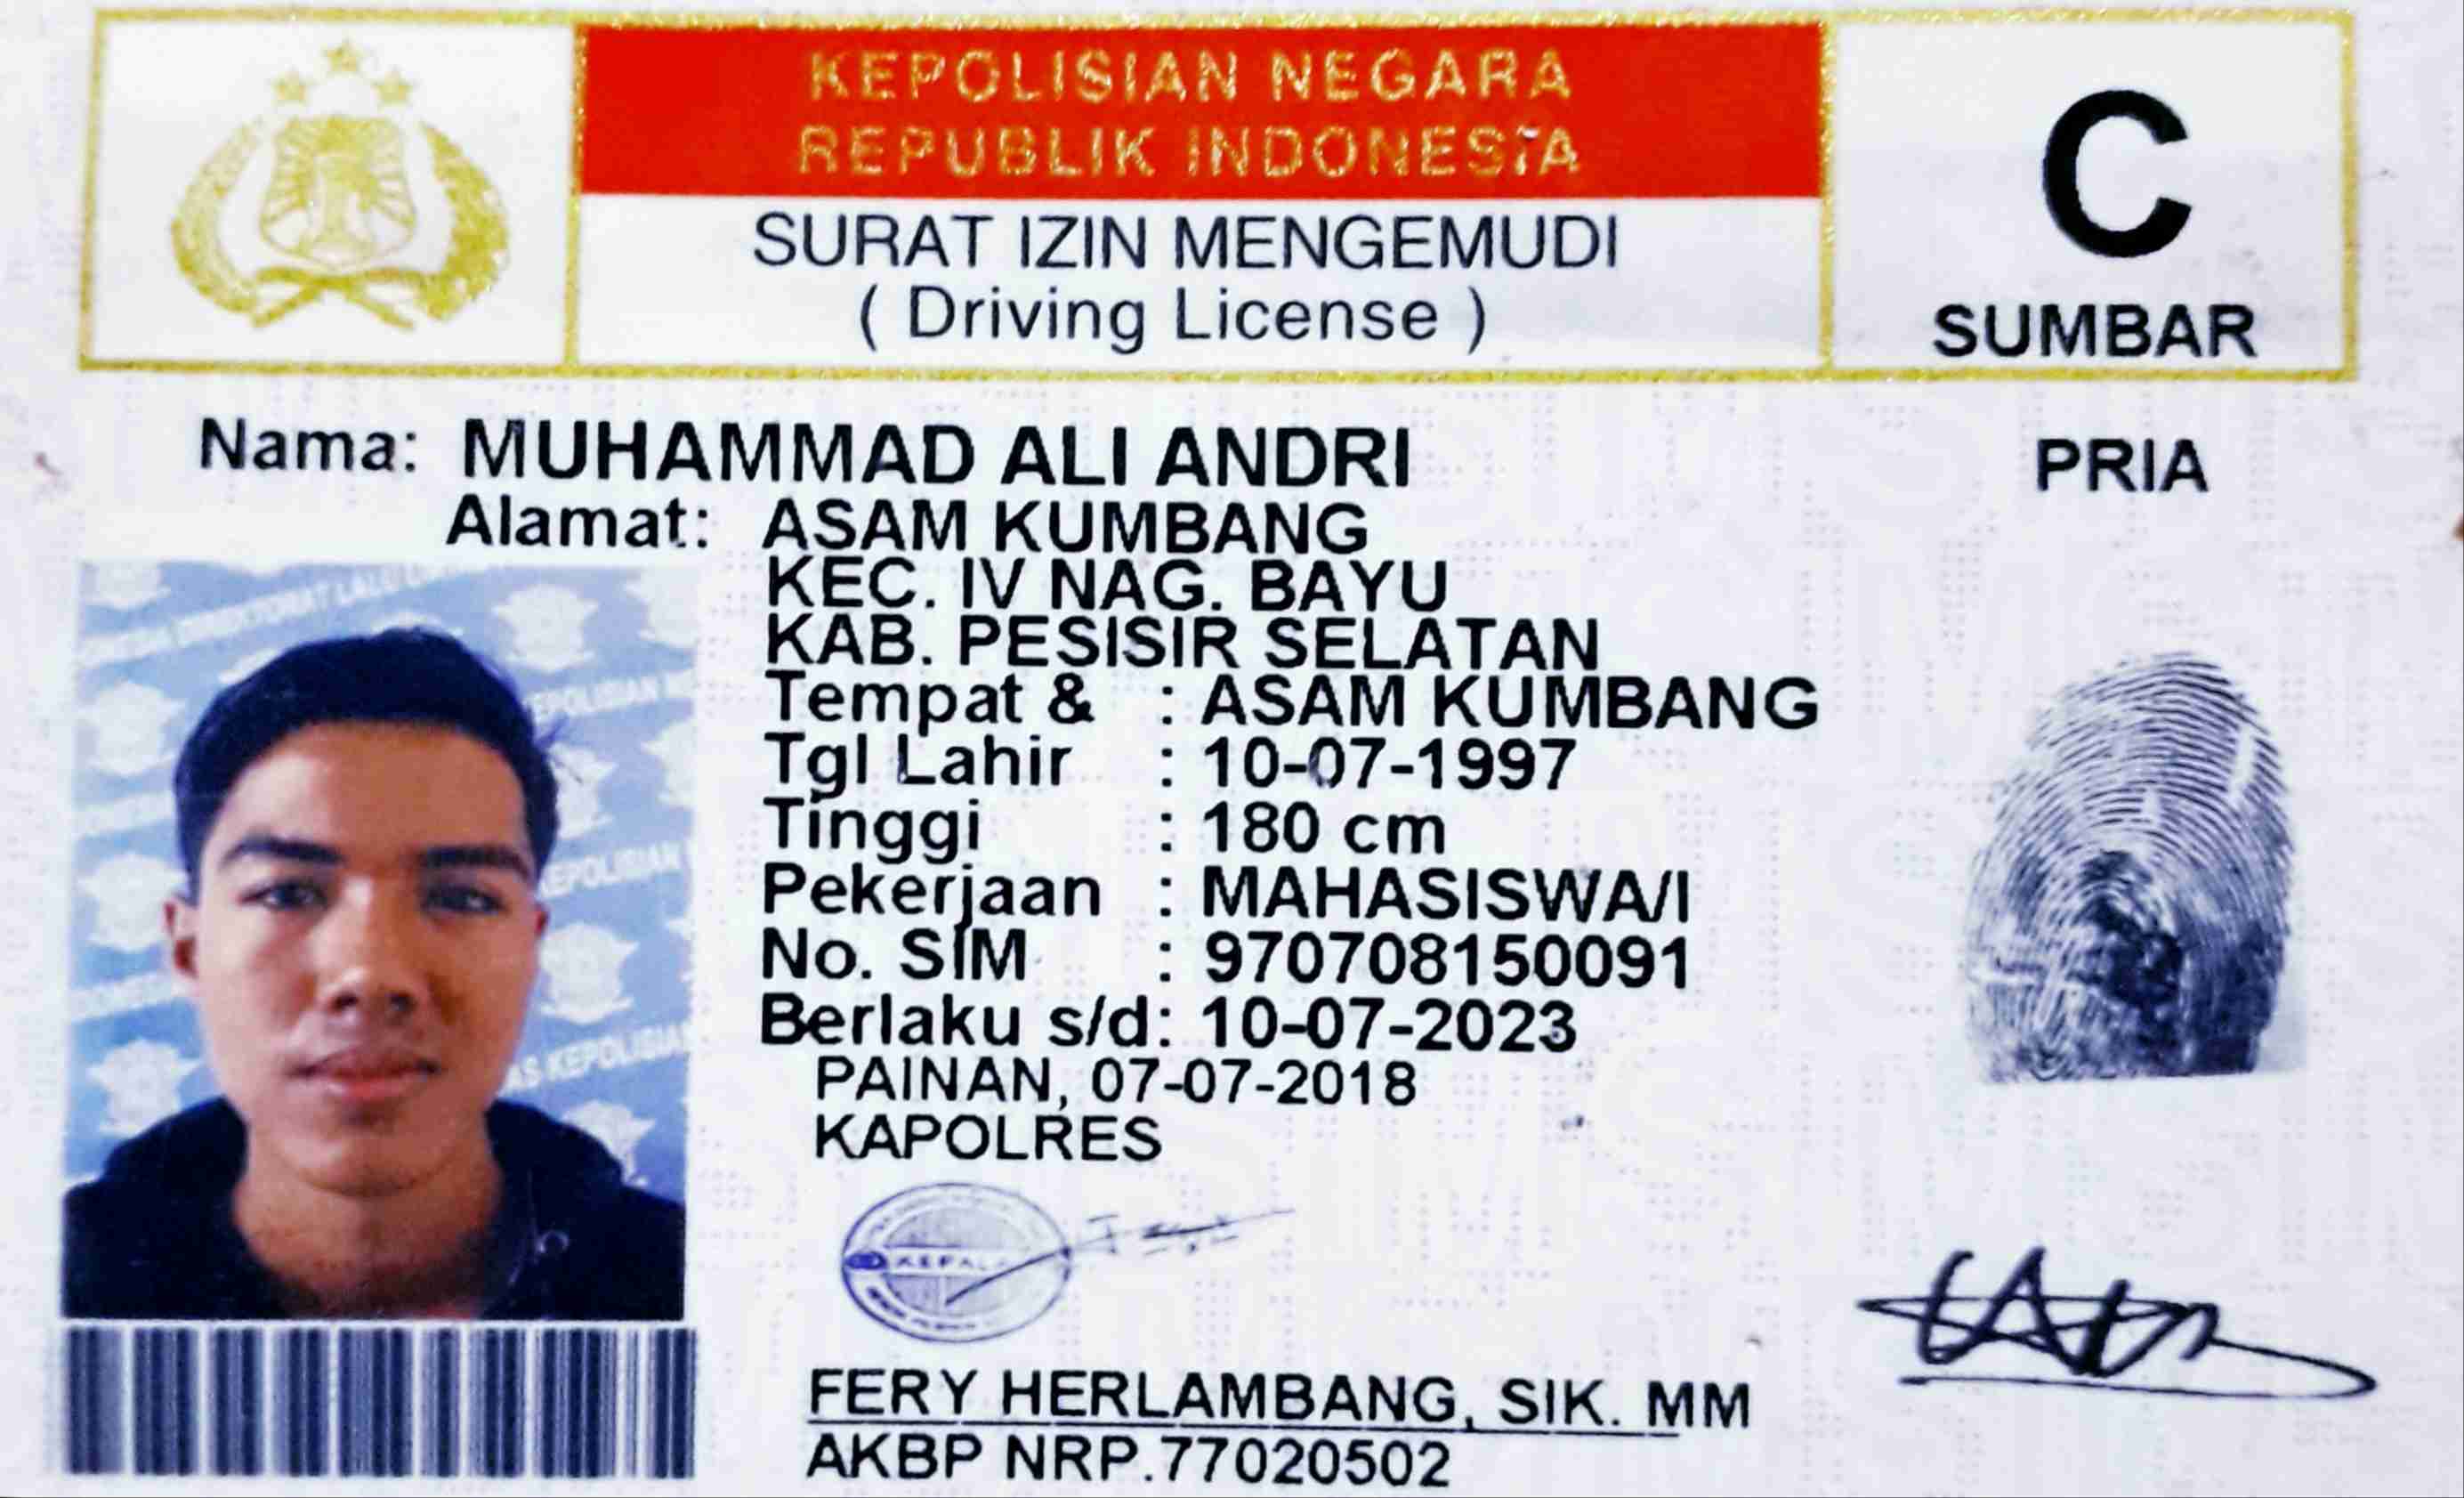 KEPOLISIAN NEGARA
REPUBLIK INDONESIA
SURAT IZIN MENGEMUDI
( Driving License )
C
SUMBAR
Nama: MUHAMMAD ALI ANDRI
PRIA
Alamat: ASAM KUMBANG
KEC. IV NAG. BAYU
KAB. PESISIR SELATAN
Tempat & : ASAM KUMBANG
Tgl Lahir : 10-07-1997
Tinggi : 180 cm
Pekerjaan : MAHASISWA/I
No. SIM : 970708150091
Berlaku s/d: 10-07-2023
PAINAN, 07-07-2018
KAPOLRES
KEPALA
FERY HERLAMBANG, SIK. MM
AKBP NRP.77020502